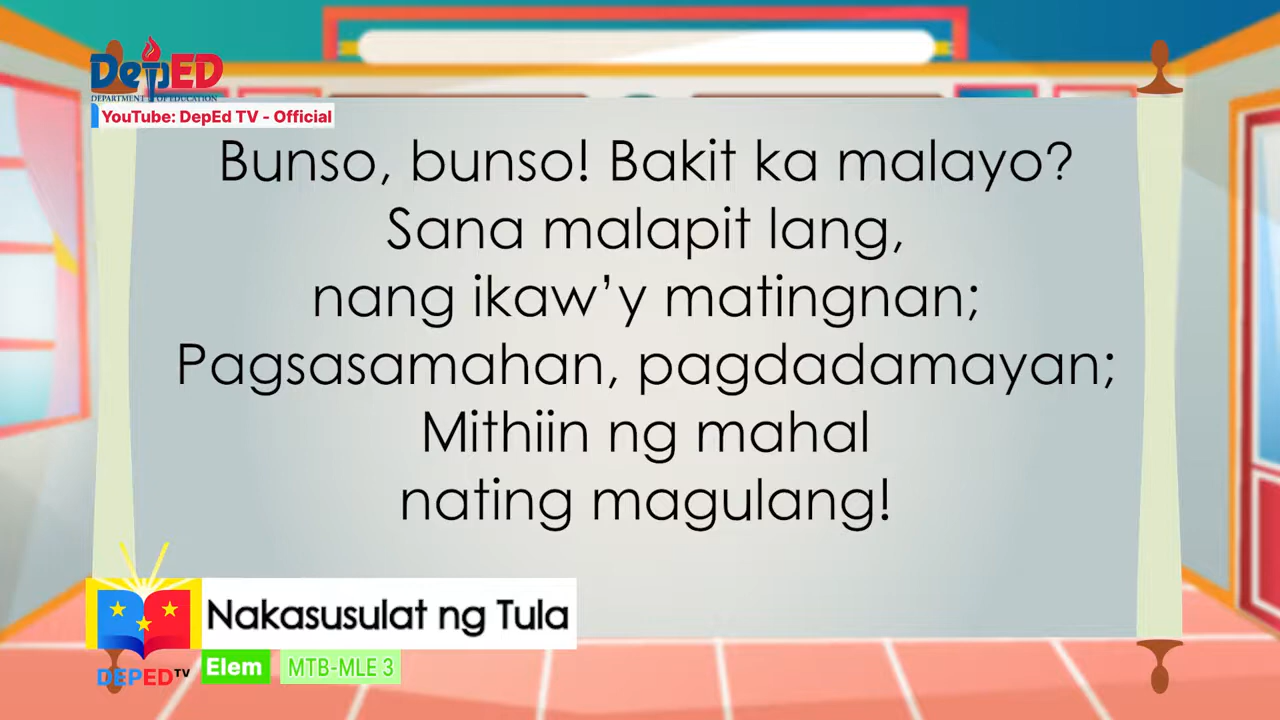 DepED
DEPARTMENT OF EDUCATION
YouTube: DepEd TV - Official
Bunso, bunso! Bakit ka malayo?
Sana malapit lang,
nang ikaw’y matingnan;
Pagsasamahan, pagdadamayan;
Mithiin ng mahal
nating magulang!
Nakasusulat ng Tula
DEPED TV
Elem
MTB-MLE 3